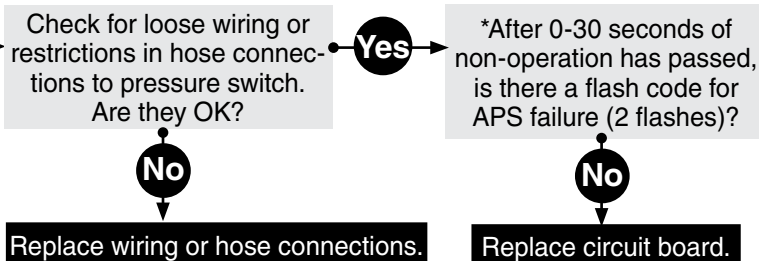 Check for loose wiring or
restrictions in hose connec-
tions to pressure switch.
Are they OK?
Yes
*After 0-30 seconds of
non-operation has passed,
is there a flash code for
APS failure (2 flashes)?
No
No
Replace wiring or hose connections.
Replace circuit board.